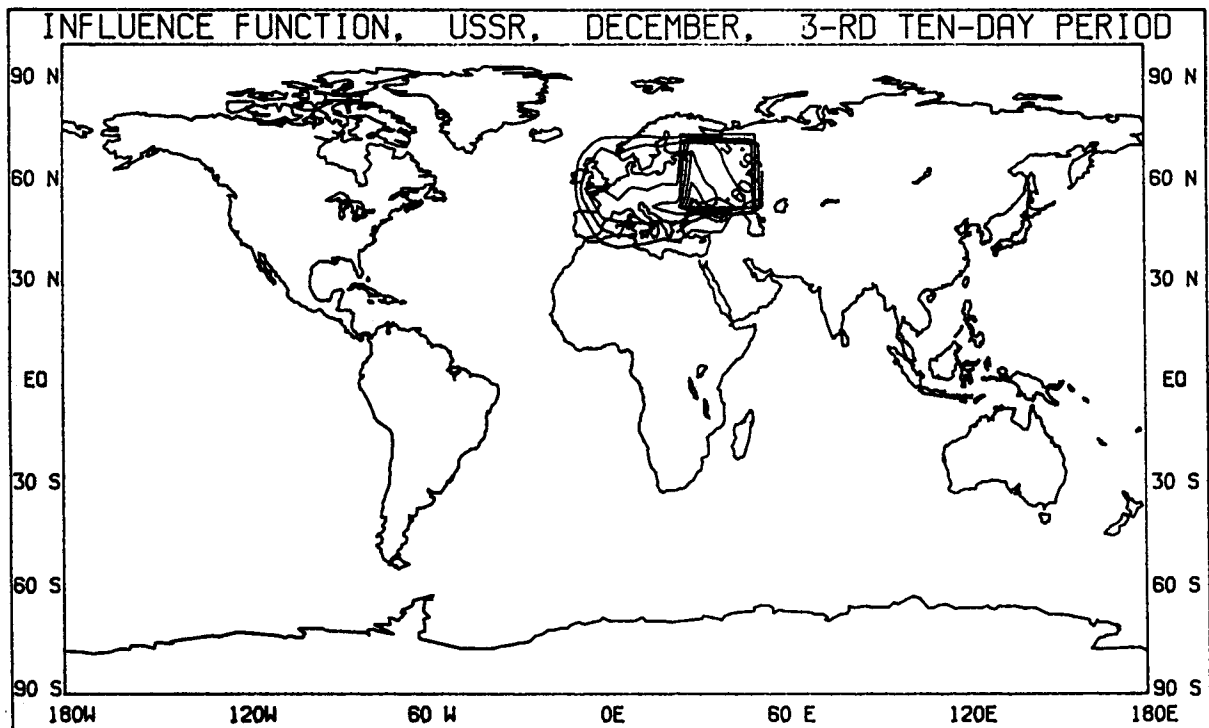 INFLUENCE FUNCTION, USSR, DECEMBER, 3-RD TEN-DAY PERIOD
90 N 90 N
60 N 60 N
30 N 30 N
EQ EQ
30 S 30 S
60 S 60 S
90 S 90 S
180W 120W 60 W 0E 60 E 120E 180E